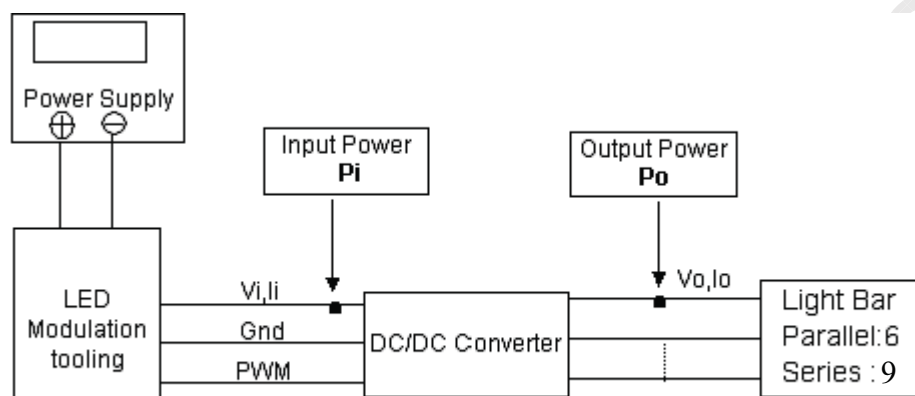 Power Supply
Input Power
Pi
Output Power
Po
LED
Modulation
tooling
Vi,Ii
Gnd
PWM
DC/DC Converter
Vo,Io
Light Bar
Parallel:6
Series : 9